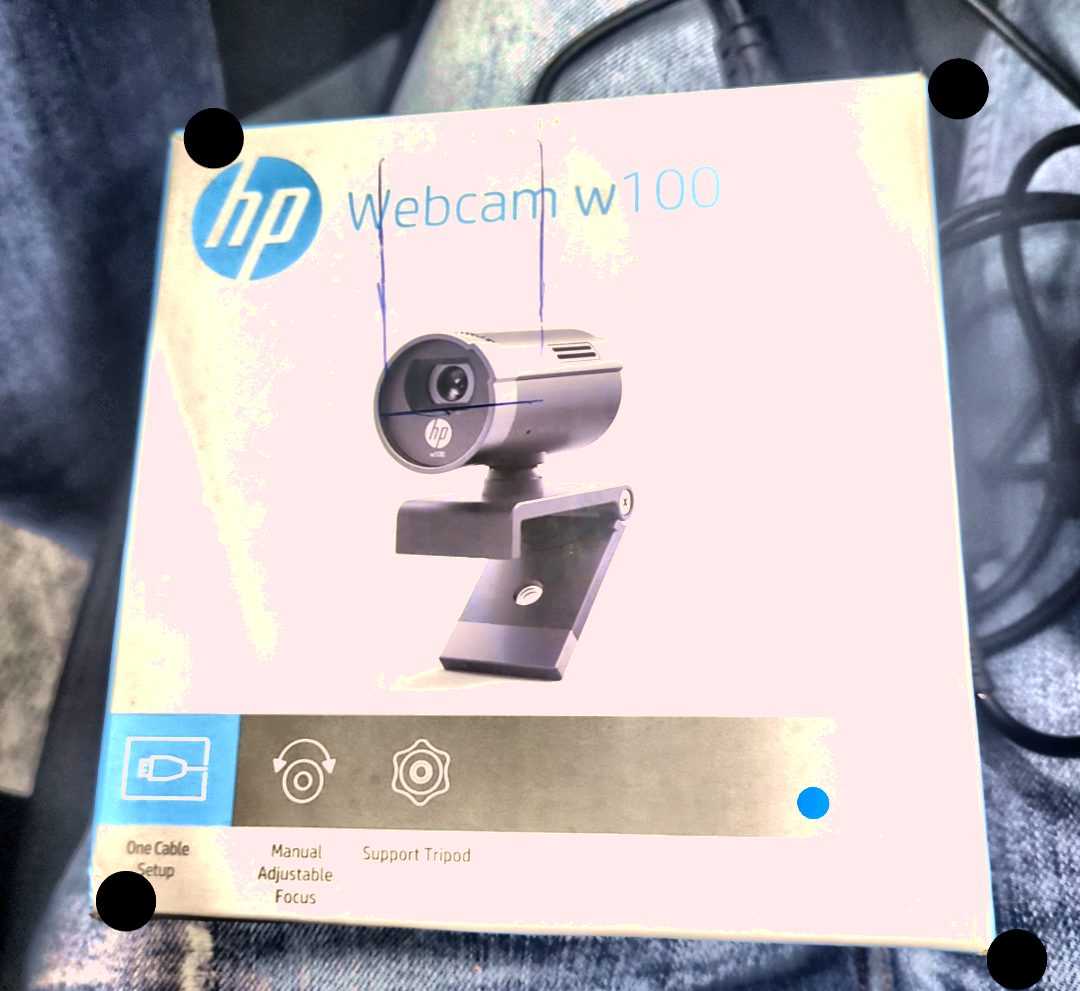 hp Webcam w100
hp
w100
One Cable
Setup
Manual
Adjustable
Focus
Support Tripod